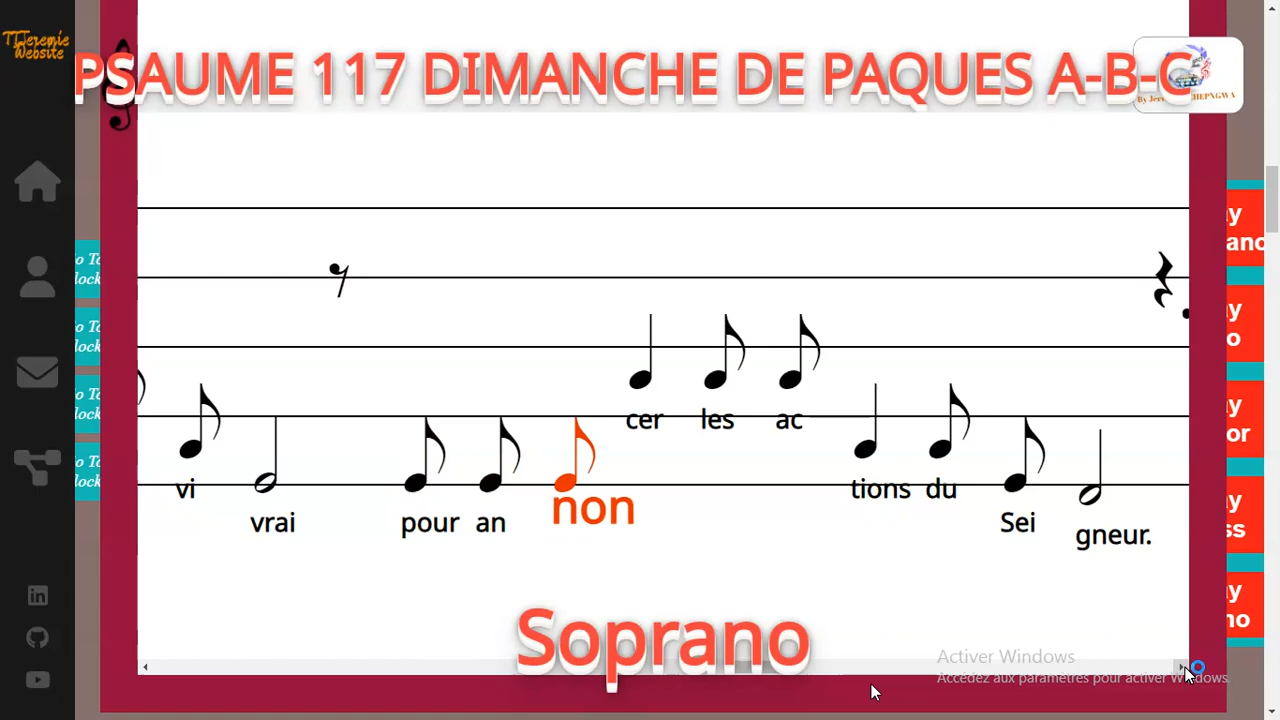 TTJeremie
Website
PSAUME 117 DIMANCHE DE PAQUES A-B-C
vi vrai pour an non cer les ac tions du Sei gneur.
Soprano
Activer Windows
Accédez aux paramètres pour activer Windows.